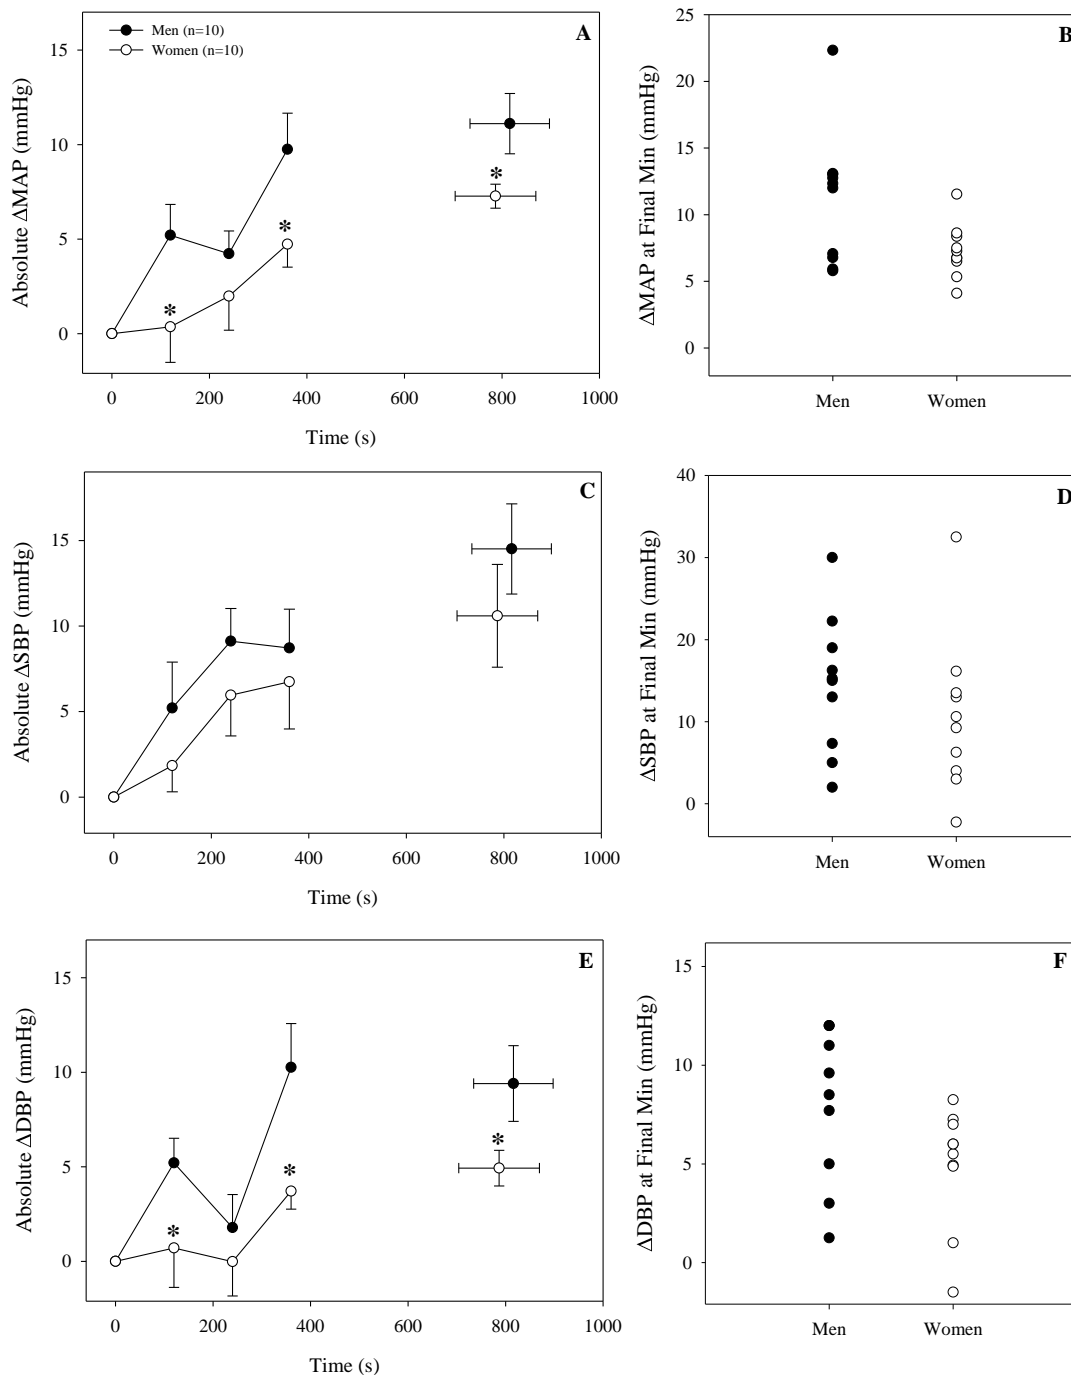 Men (n=10)
Women (n=10)
A
Absolute ΔMAP (mmHg)
15
10
5
0
*
*
*
0
200
400
600
800
1000
Time (s)
B
ΔMAP at Final Min (mmHg)
25
20
15
10
5
0
Men
Women
C
Absolute ΔSBP (mmHg)
15
10
5
0
0
200
400
600
800
1000
Time (s)
D
ΔSBP at Final Min (mmHg)
40
30
20
10
0
Men
Women
E
Absolute ΔDBP (mmHg)
15
10
5
0
*
*
*
0
200
400
600
800
1000
Time (s)
F
ΔDBP at Final Min (mmHg)
15
10
5
0
Men
Women